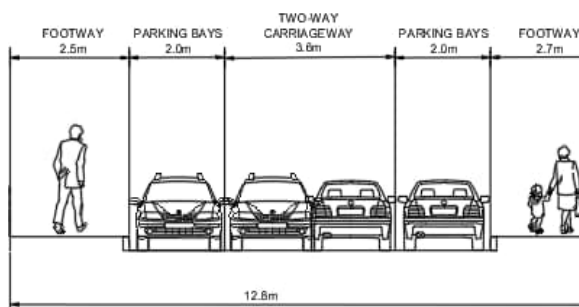 TWO-WAY
FOOTWAY PARKING BAYS CARRIAGEWAY PARKING BAYS FOOTWAY
2.5m 2.0m 3.6m 2.0m 2.7m
12.8m